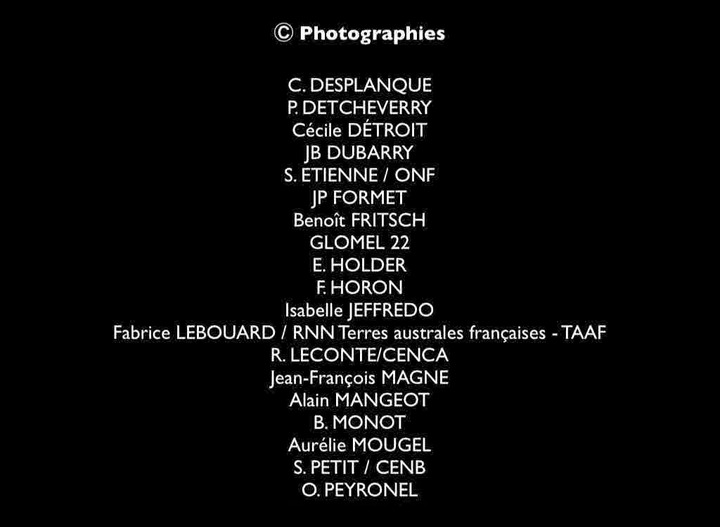 © Photographies
C. DESPLANQUE
P. DETCHEVERRY
Cécile DÉTROIT
JB DUBARRY
S. ETIENNE / ONF
JP FORMET
Benoît FRITSCH
GLOMEL 22
E. HOLDER
F. HORON
Isabelle JEFFREDO
Fabrice LEBOUARD / RNN Terres australes françaises - TAAF
R. LECONTE/CENCA
Jean-François MAGNE
Alain MANGEOT
B. MONOT
Aurélie MOUGEL
S. PETIT / CENB
O. PEYRONEL